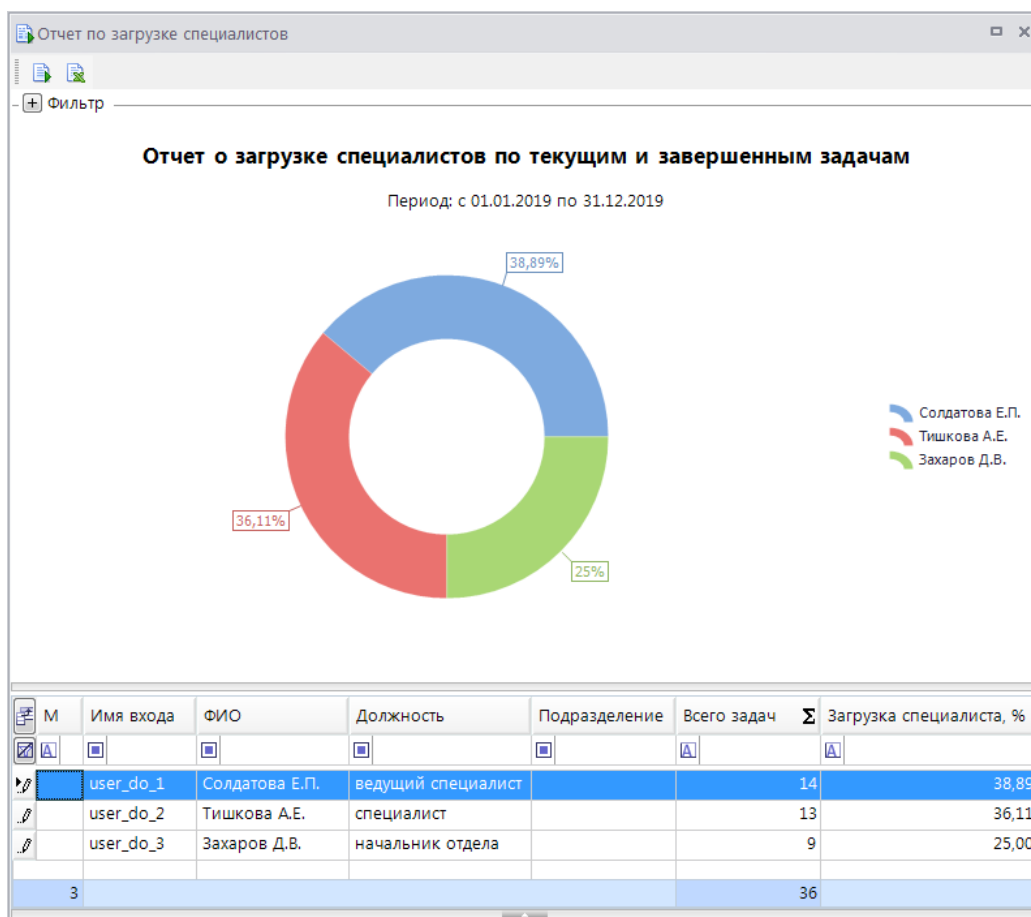 Отчет по загрузке специалистов
Фильтр
Отчет о загрузке специалистов по текущим и завершенным задачам
Период: с 01.01.2019 по 31.12.2019
38,89%
Солдатова Е.П.
Тишкова А.Е.
Захаров Д.В.
36,11%
25%
М Имя входа ФИО Должность Подразделение Всего задач Σ Загрузка специалиста, %
A A A
user_do_1 Солдатова Е.П. ведущий специалист 14 38,89
user_do_2 Тишкова А.Е. специалист 13 36,11
user_do_3 Захаров Д.В. начальник отдела 9 25,00
3 36